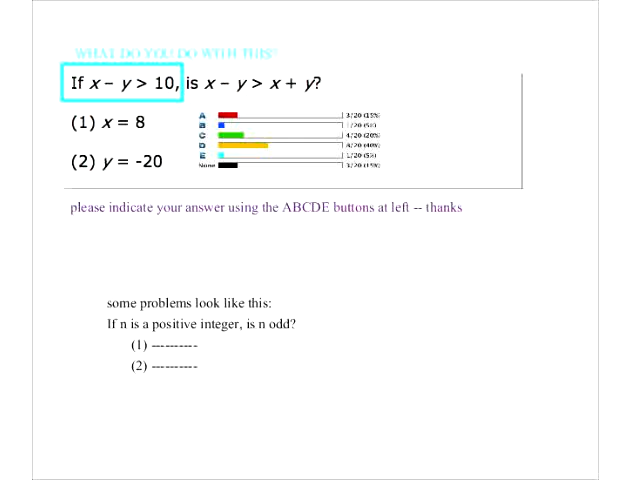 WHAT DO YOU DO WITH THIS?
If x – y > 10, is x – y > x + y?
(1) x = 8
(2) y = -20
A 3/20 (15%)
B 1/20 (5%)
C 4/20 (20%)
D 8/20 (40%)
E 1/20 (5%)
None 3/20 (15%)
please indicate your answer using the ABCDE buttons at left -- thanks
some problems look like this:
If n is a positive integer, is n odd?
(1) ----------
(2) ----------